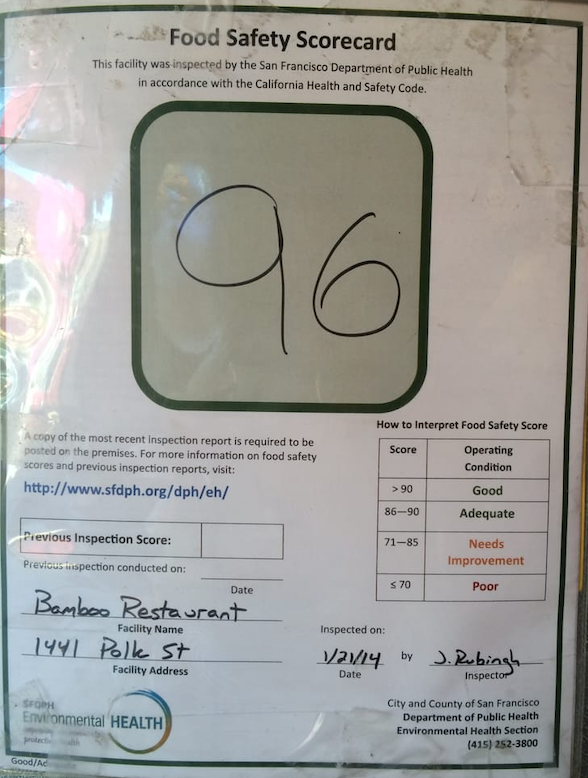 Food Safety Scorecard
This facility was inspected by the San Francisco Department of Public Health
in accordance with the California Health and Safety Code.
96
A copy of the most recent inspection report is required to be
posted on the premises. For more information on food safety
scores and previous inspection reports, visit:
http://www.sfdph.org/dph/eh/
Previous Inspection Score:
Previous inspection conducted on:
Date
Bamboo Restaurant
Facility Name
1441 Polk St
Facility Address
How to Interpret Food Safety Score
Score Operating Condition
> 90 Good
86—90 Adequate
71—85 Needs Improvement
≤ 70 Poor
Inspected on:
1/21/14 by J. Rubingh
Date Inspector
SFDPH
Environmental HEALTH
City and County of San Francisco
Department of Public Health
Environmental Health Section
(415) 252-3800
Good/Ad